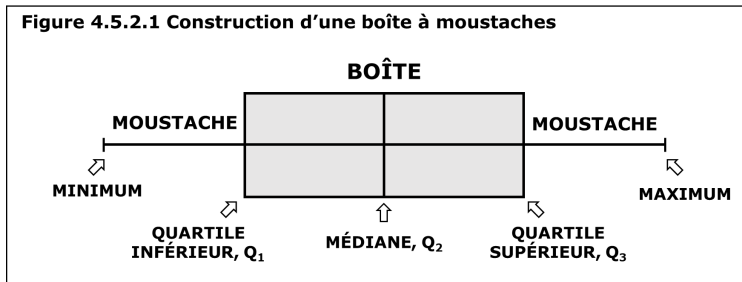 Figure 4.5.2.1 Construction d’une boîte à moustaches
BOÎTE
MOUSTACHE
MOUSTACHE
MINIMUM
MAXIMUM
QUARTILE
INFÉRIEUR, Q₁
MÉDIANE, Q₂
QUARTILE
SUPÉRIEUR, Q₃